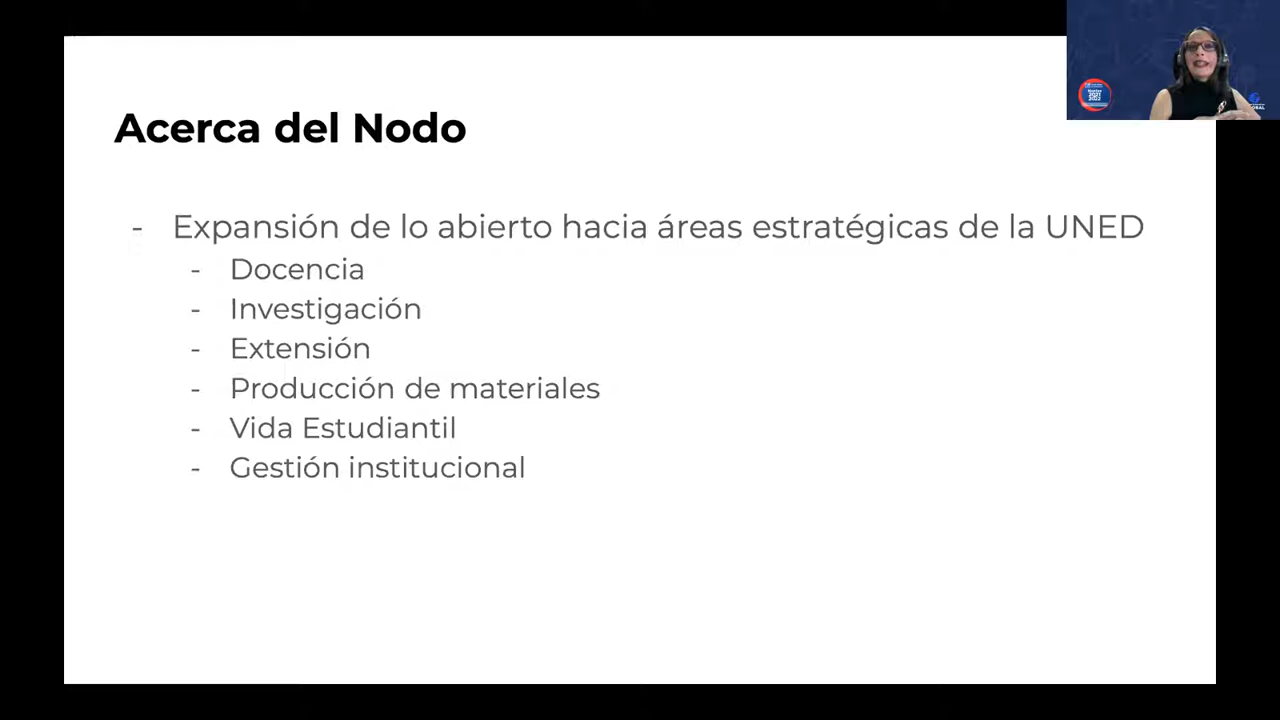 Acerca del Nodo
- Expansión de lo abierto hacia áreas estratégicas de la UNED
- Docencia
- Investigación
- Extensión
- Producción de materiales
- Vida Estudiantil
- Gestión institucional